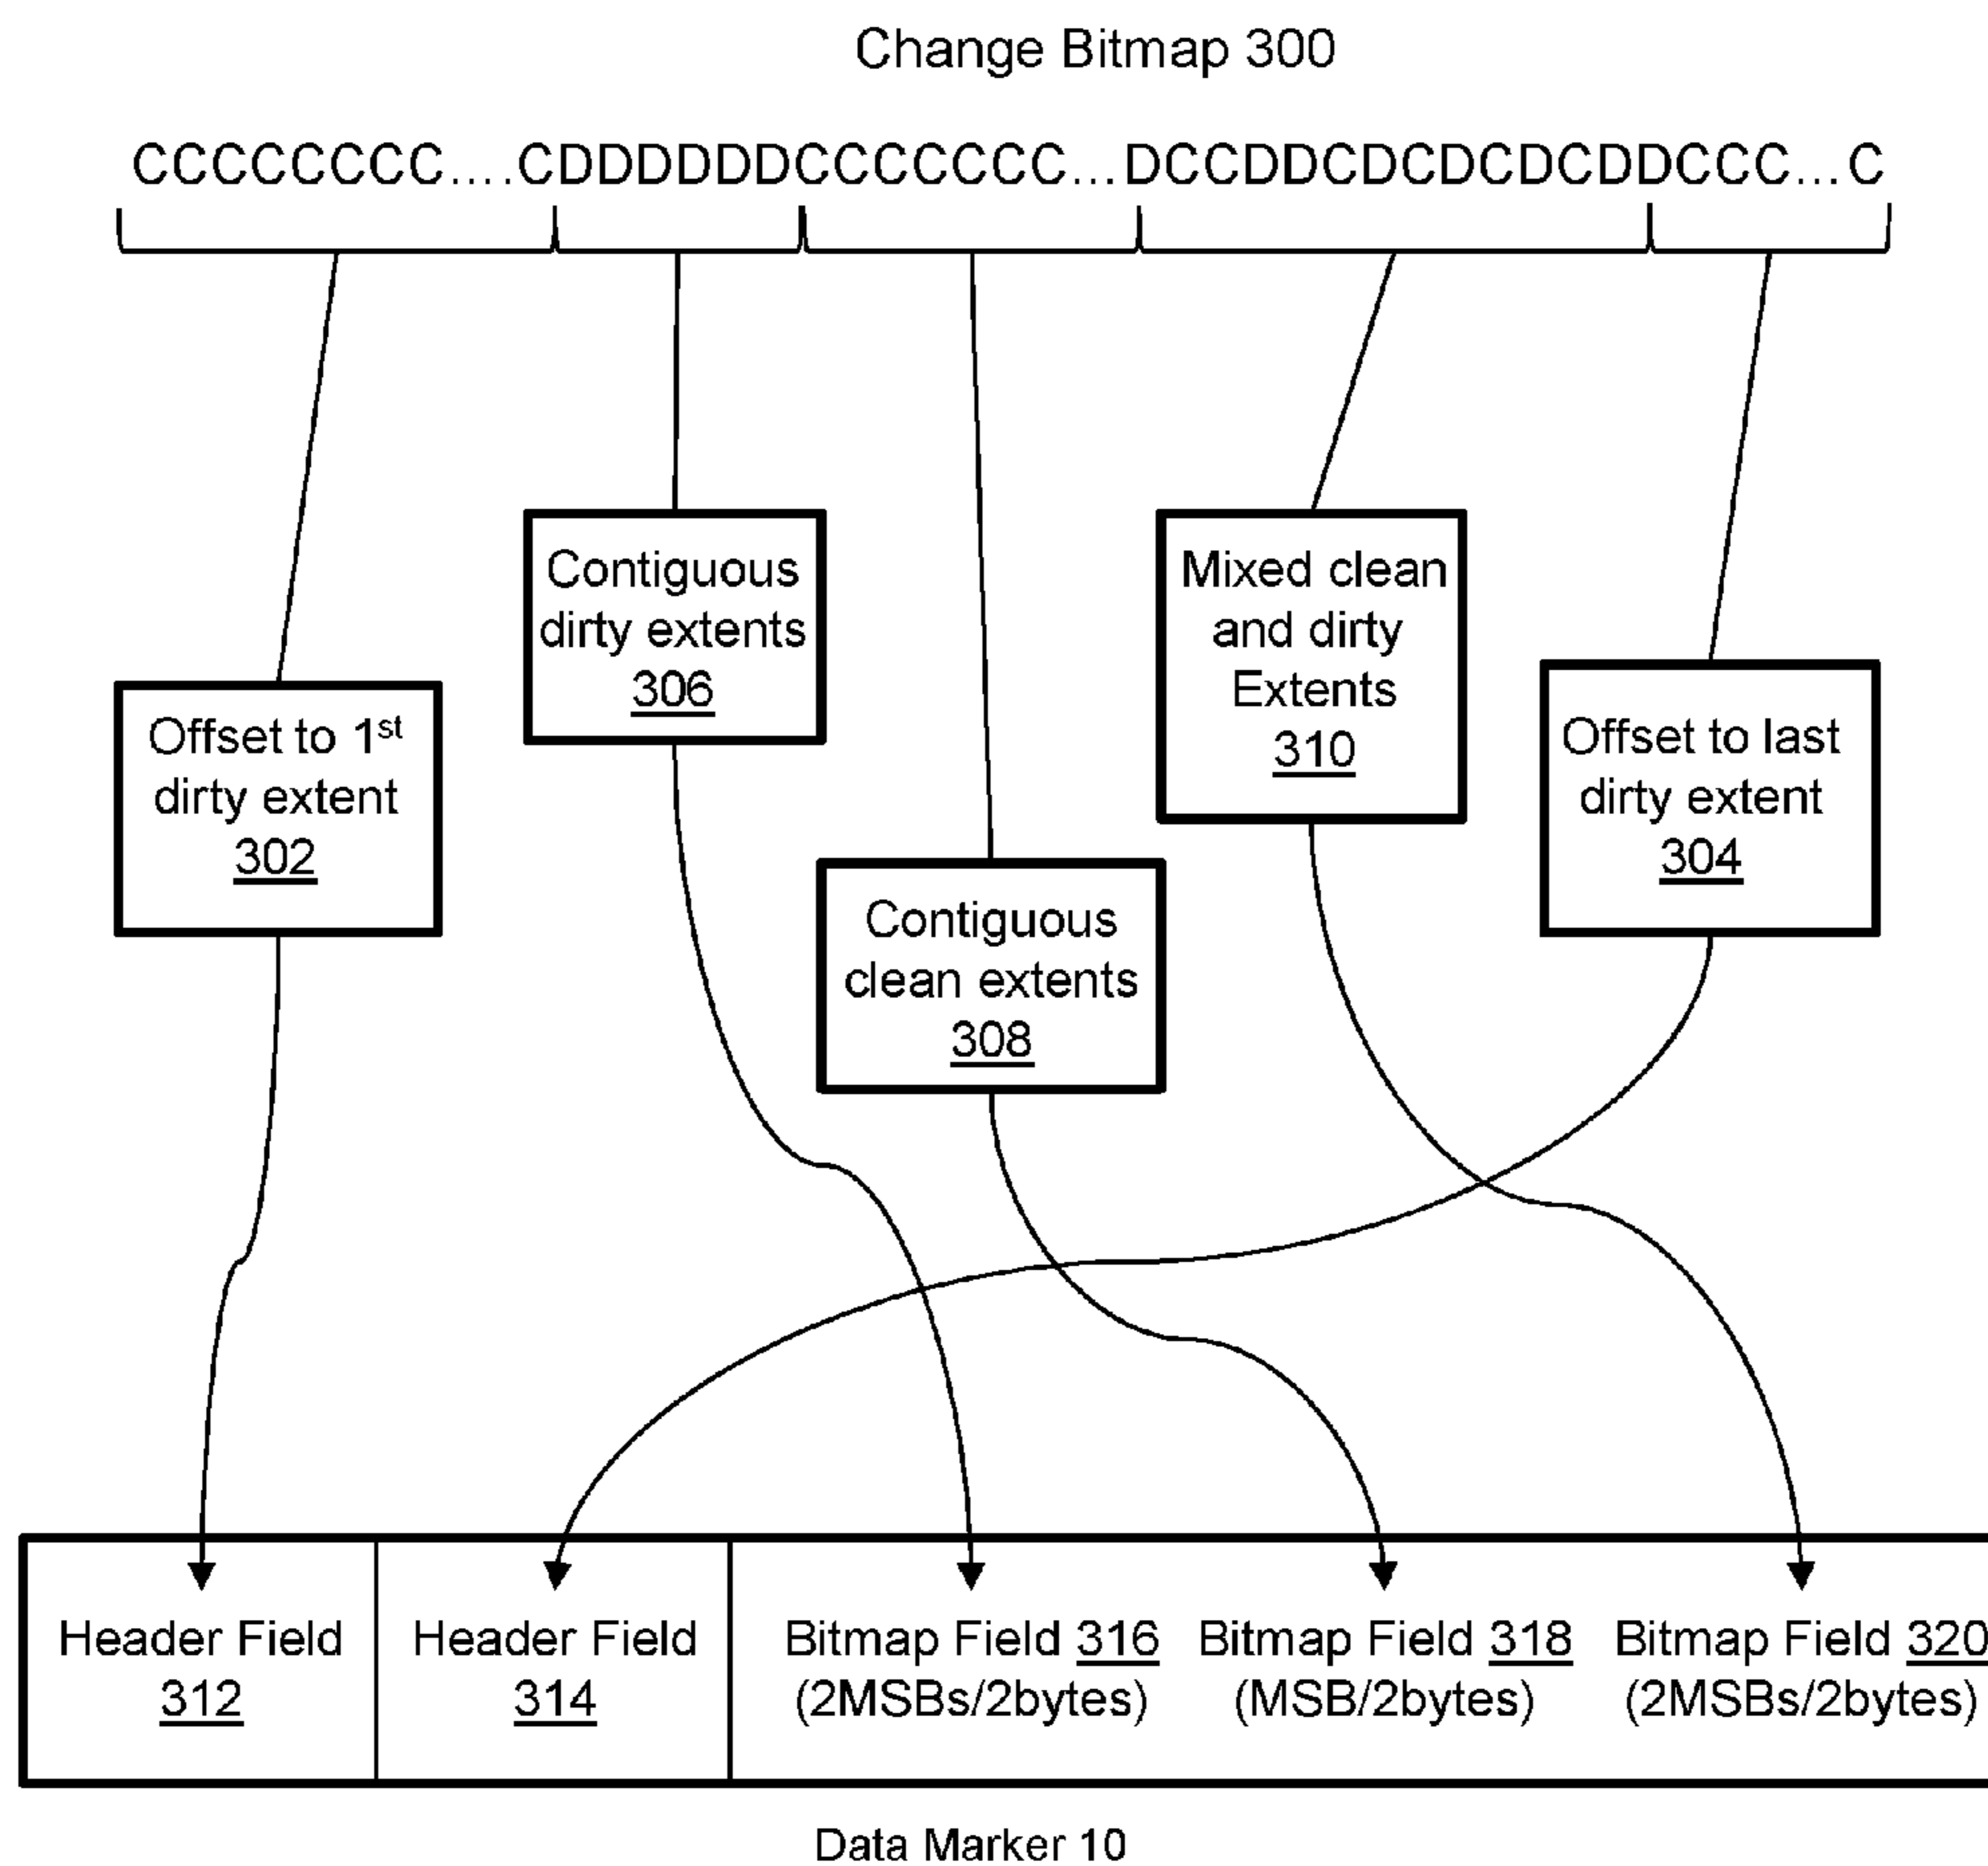 Change Bitmap 300
CCCCCCCC....CDDDDDDCCCCCCC...DCCDDCDCDCDCDDCCC...C
Offset to 1st
dirty extent
302
Contiguous
dirty extents
306
Contiguous
clean extents
308
Mixed clean
and dirty
Extents
310
Offset to last
dirty extent
304
Header Field
312
Header Field
314
Bitmap Field 316
(2MSBs/2bytes)
Bitmap Field 318
(MSB/2bytes)
Bitmap Field 320
(2MSBs/2bytes)
Data Marker 10